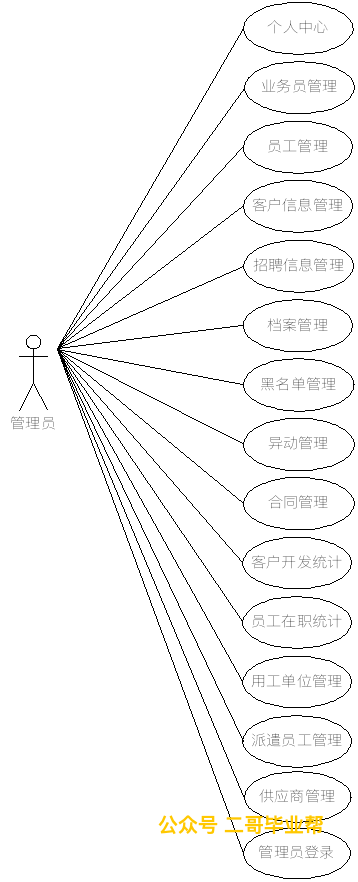 个人中心
业务员管理
员工管理
客户信息管理
招聘信息管理
档案管理
黑名单管理
管理员
异动管理
合同管理
客户开发统计
员工在职统计
用工单位管理
派遣员工管理
供应商管理
公众号 二哥毕业帮
管理员登录